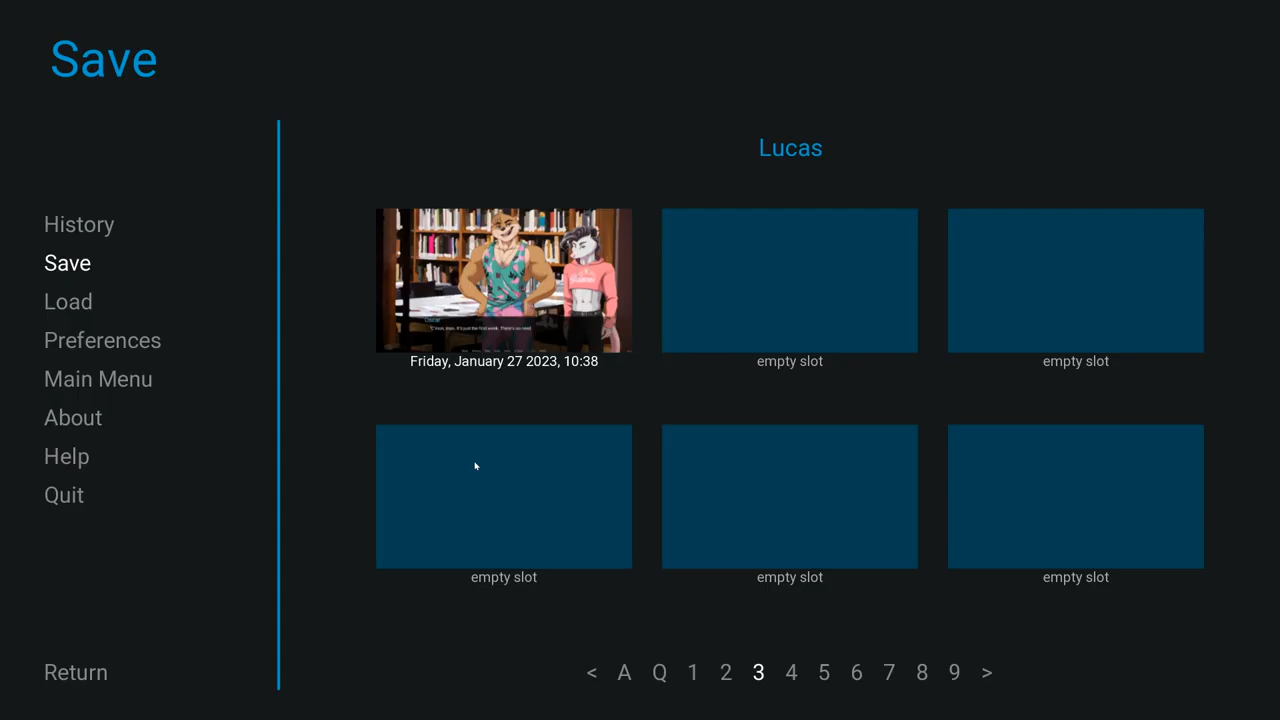 Save
Lucas
History
Save
Load
Preferences
Main Menu
About
Help
Quit
Return
Friday, January 27 2023, 10:38
empty slot
empty slot
empty slot
empty slot
empty slot
< A Q 1 2 3 4 5 6 7 8 9 >